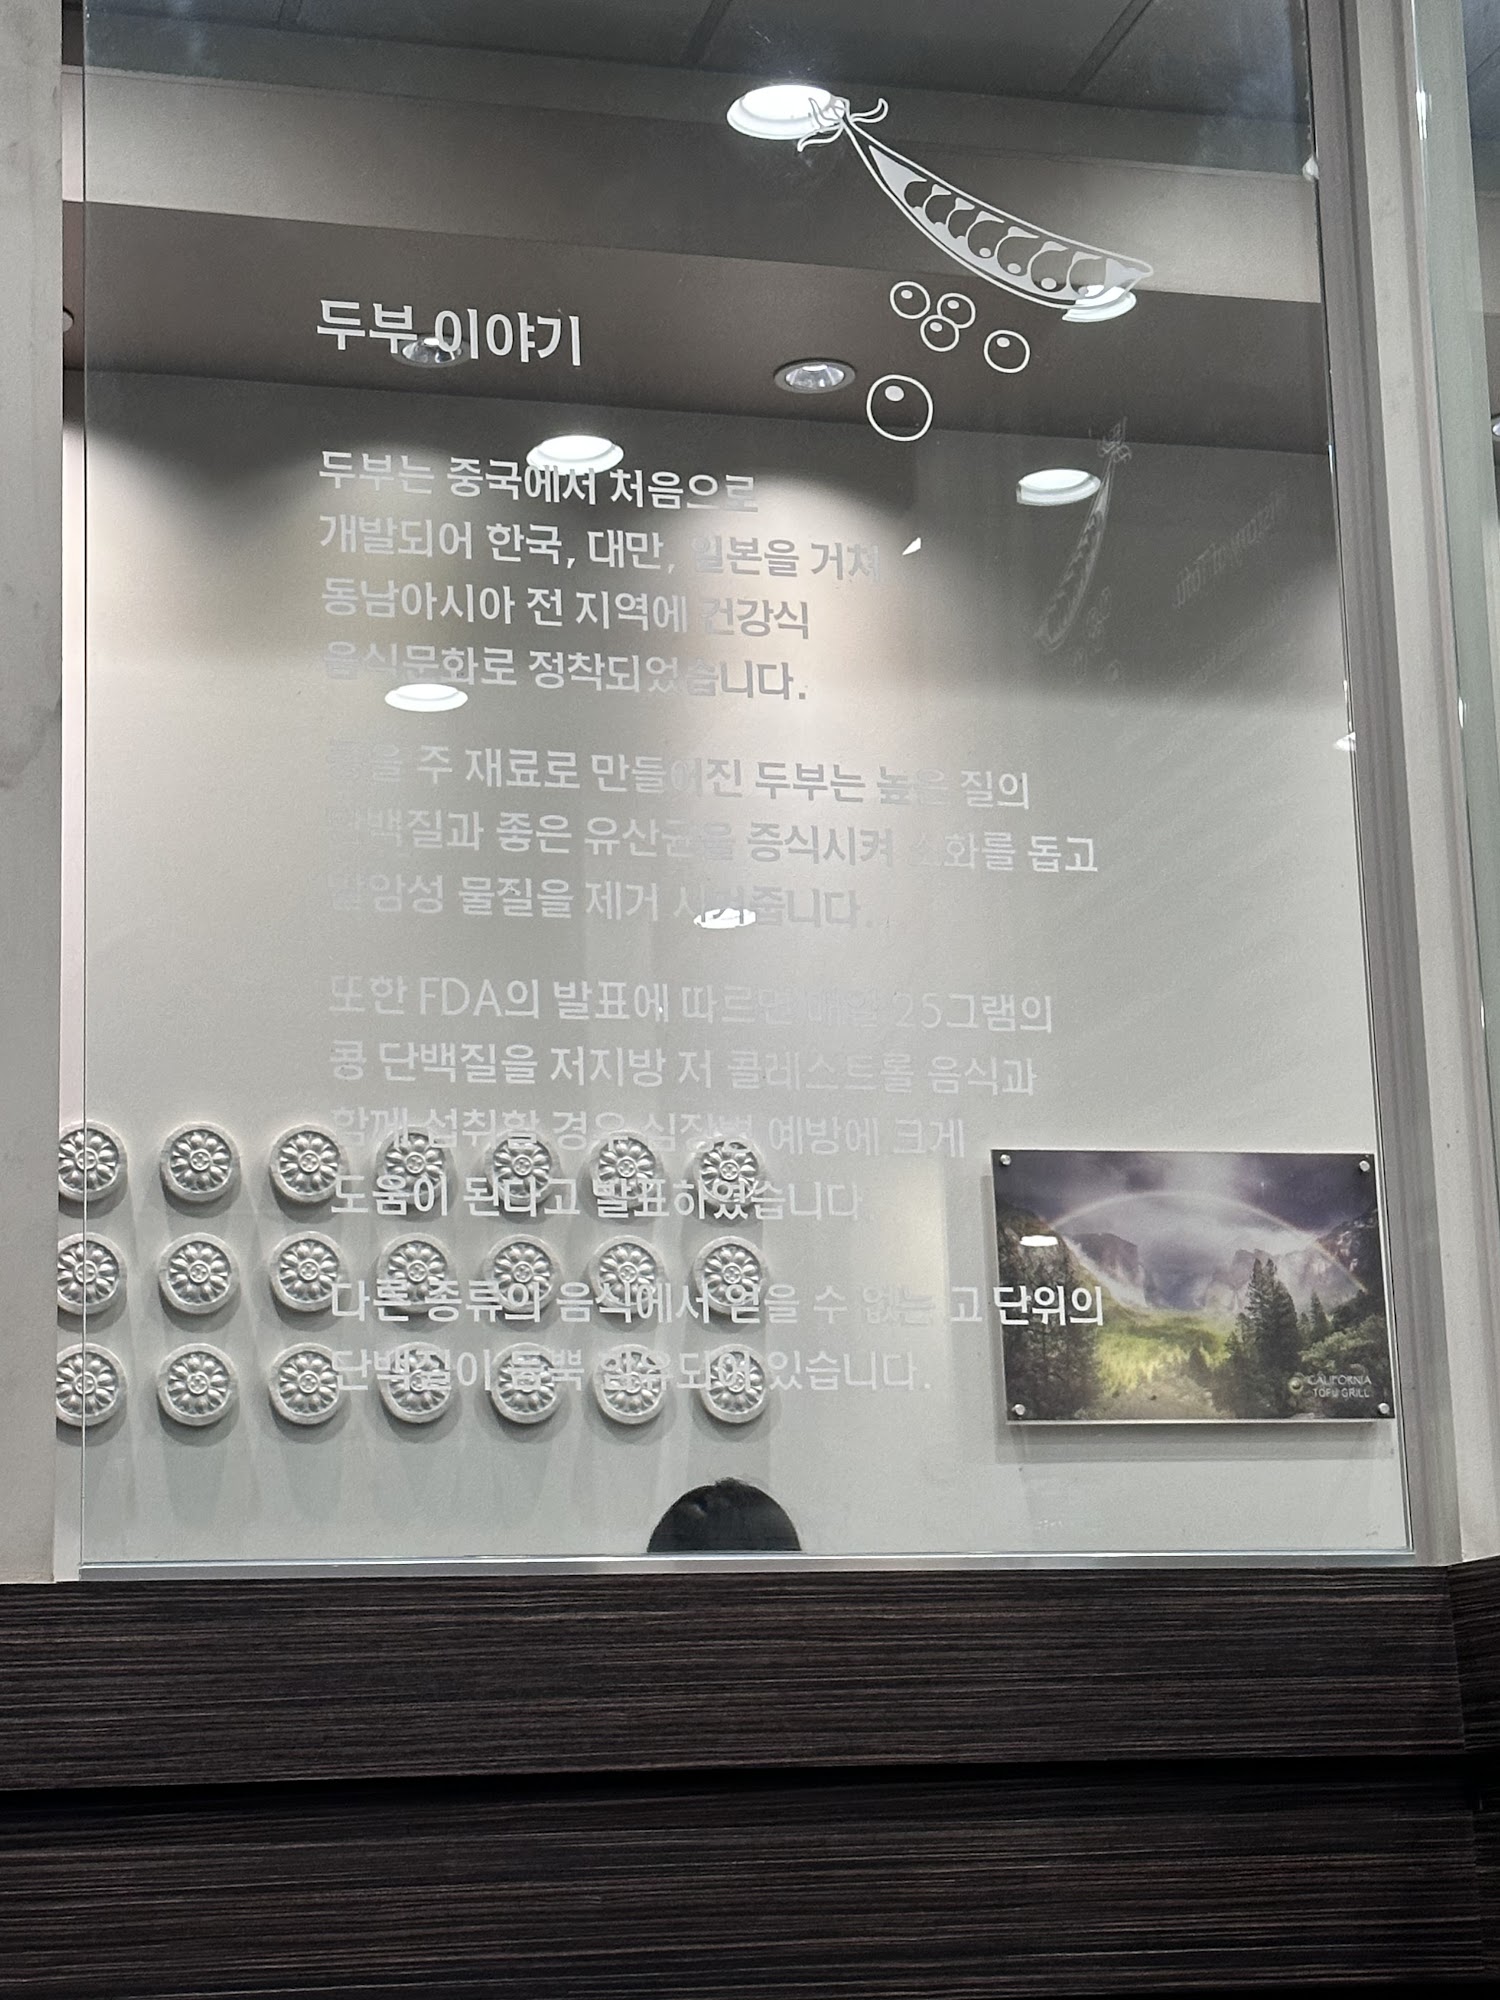 두부 이야기
두부는 중국에서 처음으로
개발되어 한국, 대만, 일본을 거쳐
동남아시아 전 지역에 건강식
음식문화로 정착되었습니다.
콩을 주 재료로 만들어진 두부는 높은 질의
단백질과 좋은 유산균을 증식시켜 소화를 돕고
발암성 물질을 제거 시켜줍니다.
또한 FDA의 발표에 따르면 매일 25그램의
콩 단백질을 저지방 저 콜레스트롤 음식과
함께 섭취할 경우 심장병 예방에 크게
도움이 된다고 발표하였습니다
다른 종류의 음식에서 얻을 수 없는 고 단위의
단백질이 듬뿍 함유되어 있습니다.
CALIFORNIA
TOFU GRILL